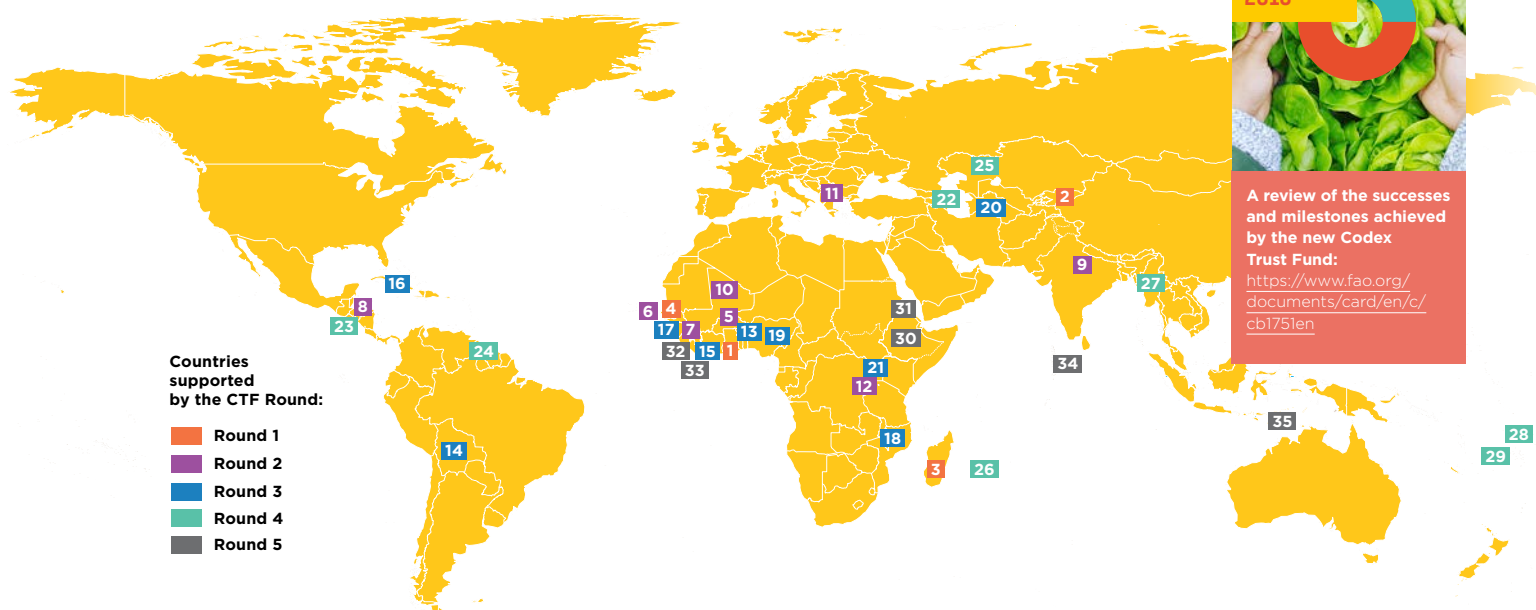 2010
A review of the successes
and milestones achieved
by the new Codex
Trust Fund:
https://www.fao.org/
documents/card/en/c/
cb1751en
25
11
22
20
2
9
16
10
27
8
6
4
5
31
23
17
7
13
19
30
32
15
1
24
33
21
34
12
35
18
28
14
29
3
26
Countries
supported
by the CTF Round:
Round 1
Round 2
Round 3
Round 4
Round 5